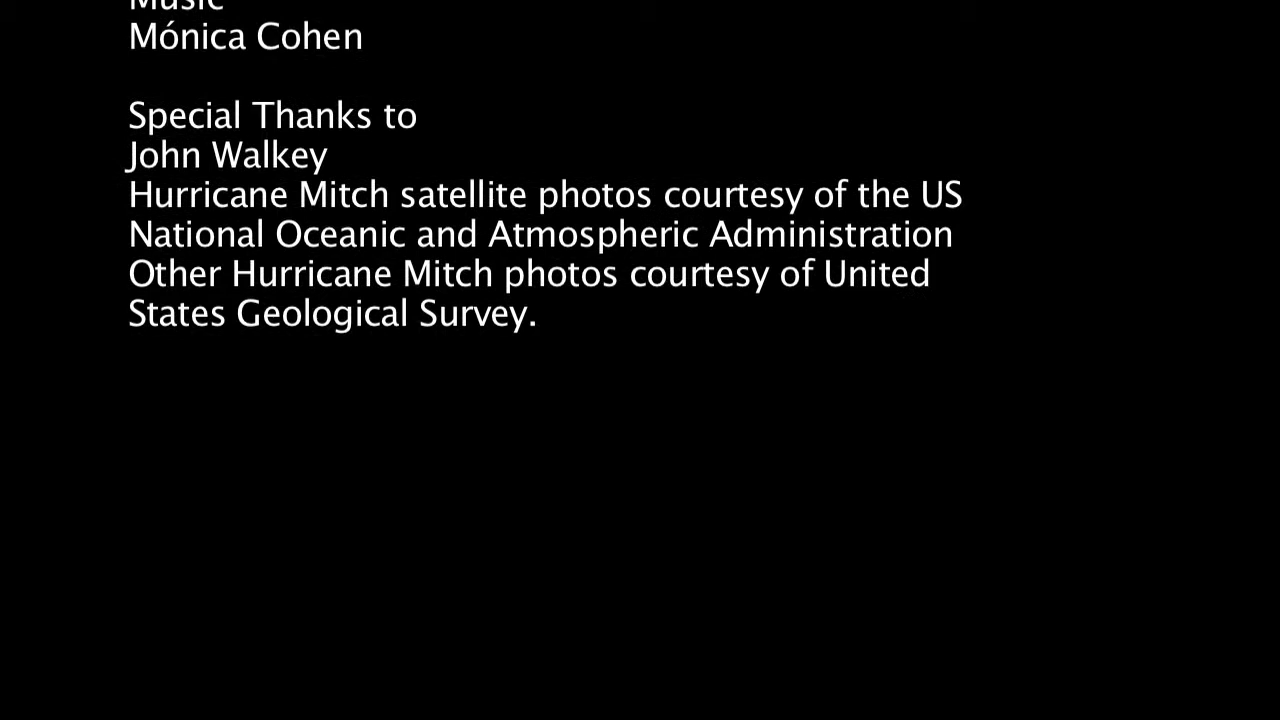 Music
Mónica Cohen
Special Thanks to
John Walkey
Hurricane Mitch satellite photos courtesy of the US
National Oceanic and Atmospheric Administration
Other Hurricane Mitch photos courtesy of United
States Geological Survey.